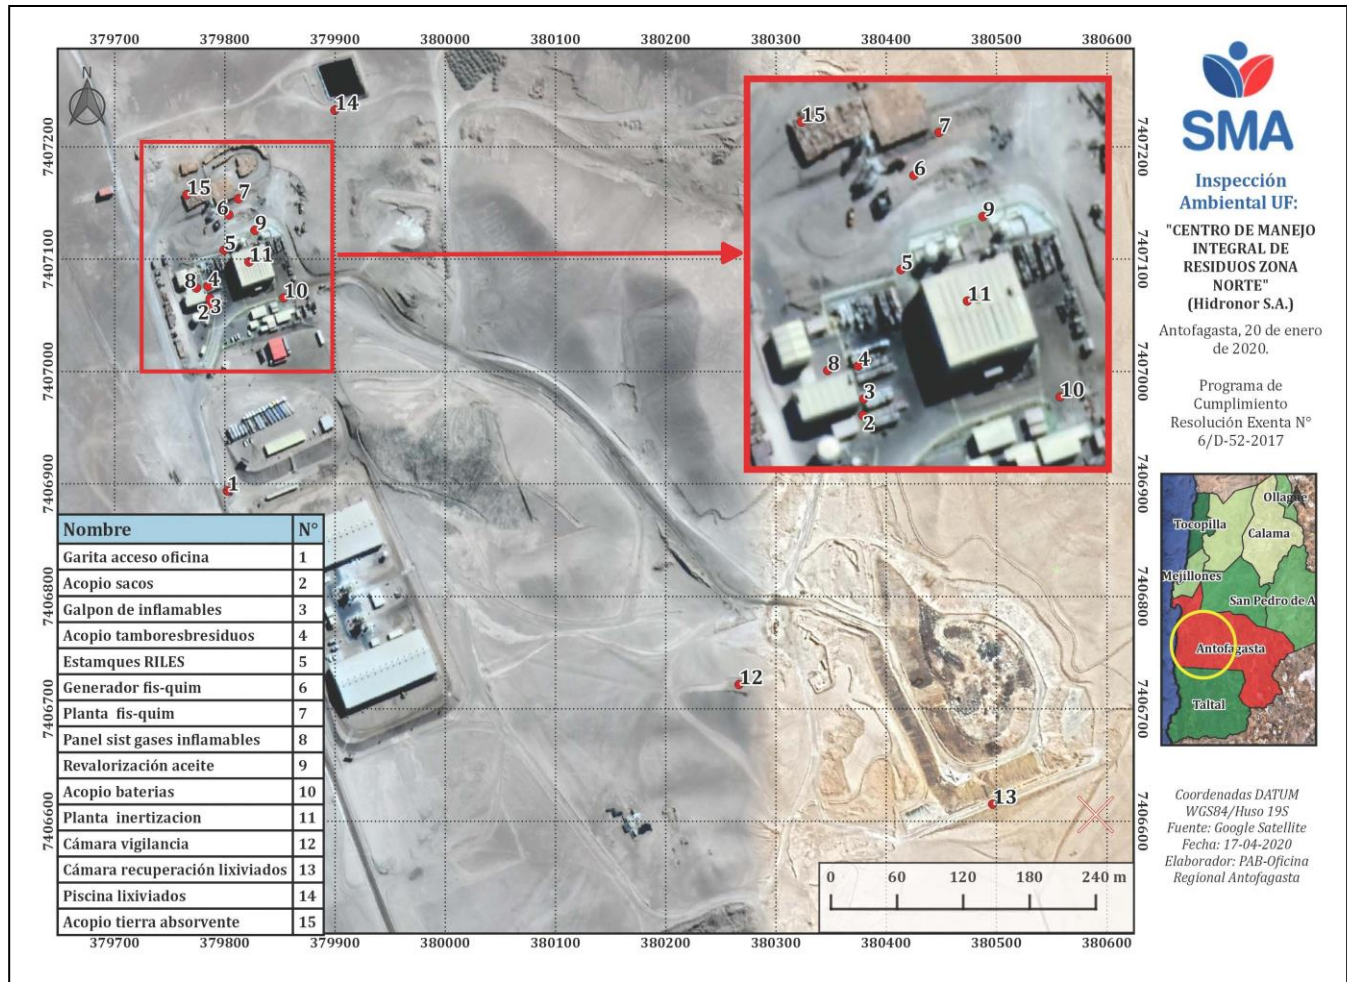 379700 379800 379900 380000 380100 380200 380300 380400 380500 380600
N
7407200
7407100
7407000
7406900
7406800
7406700
7406600
14
15
7
6
9
5
11
8
4
10
3
2
1
12
13
15
7
6
9
5
11
8
4
3
10
2
7407200
7407100
7407000
7406900
7406800
7406700
7406600
Nombre N°
Garita acceso oficina 1
Acopio sacos 2
Galpon de inflamables 3
Acopio tamboresbresiduos 4
Estamques RILES 5
Generador fis-quim 6
Planta fis-quim 7
Panel sist gases inflamables 8
Revalorización aceite 9
Acopio baterias 10
Planta inertizacion 11
Cámara vigilancia 12
Cámara recuperación lixiviados 13
Piscina lixiviados 14
Acopio tierra absorvente 15
0 60 120 180 240 m
379700 379800 379900 380000 380100 380200 380300 380400 380500 380600
SMA
Inspección
Ambiental UF:
"CENTRO DE MANEJO
INTEGRAL DE
RESIDUOS ZONA
NORTE"
(Hidronor S.A.)
Antofagasta, 20 de enero
de 2020.
Programa de
Cumplimiento
Resolución Exenta N°
6/D-52-2017
Ollague
Tocopilla
Calama
Mejillones
San Pedro de A
Antofagasta
Taltal
Coordenadas DATUM
WGS84/Huso 19S
Fuente: Google Satellite
Fecha: 17-04-2020
Elaborador: PAB-Oficina
Regional Antofagasta